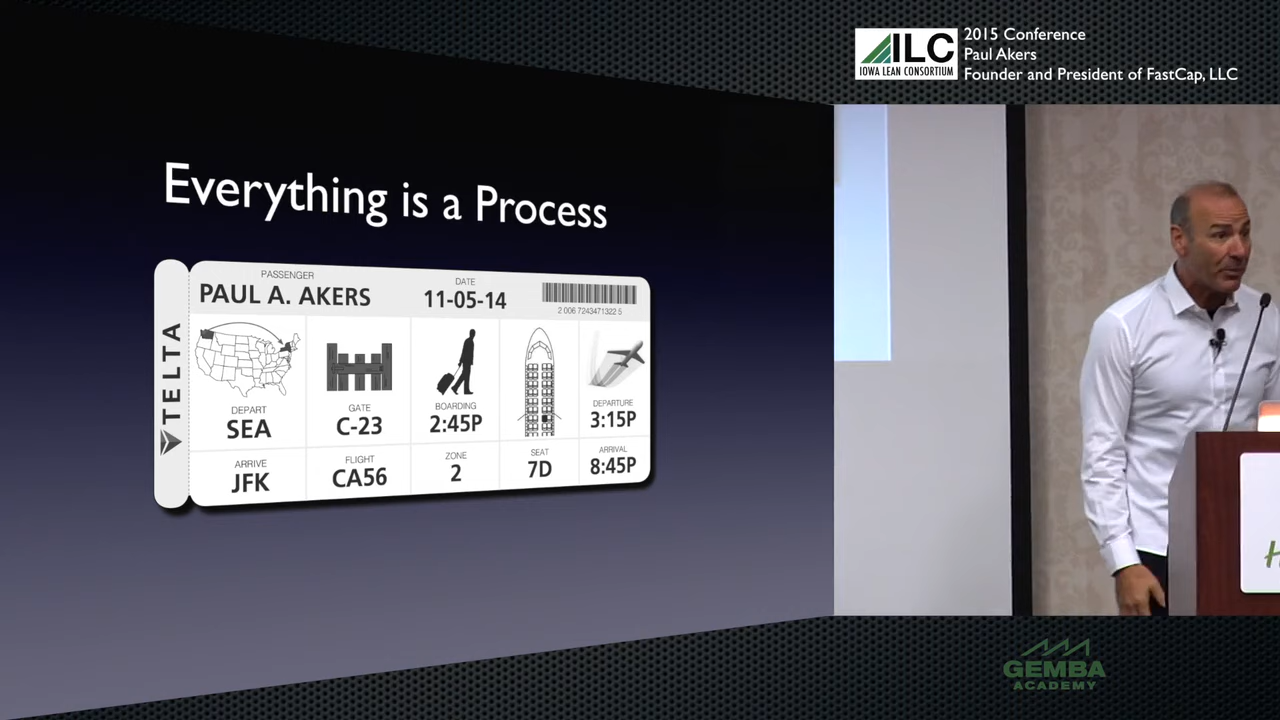 ILC
IOWA LEAN CONSORTIUM
2015 Conference
Paul Akers
Founder and President of FastCap, LLC
Everything is a Process
TELTA
PASSENGER
PAUL A. AKERS
DATE
11-05-14
2 006 7243471322 5
DEPART
SEA
GATE
C-23
BOARDING
2:45P
DEPARTURE
3:15P
ARRIVE
JFK
FLIGHT
CA56
ZONE
2
SEAT
7D
ARRIVAL
8:45P
H
GEMBA
ACADEMY